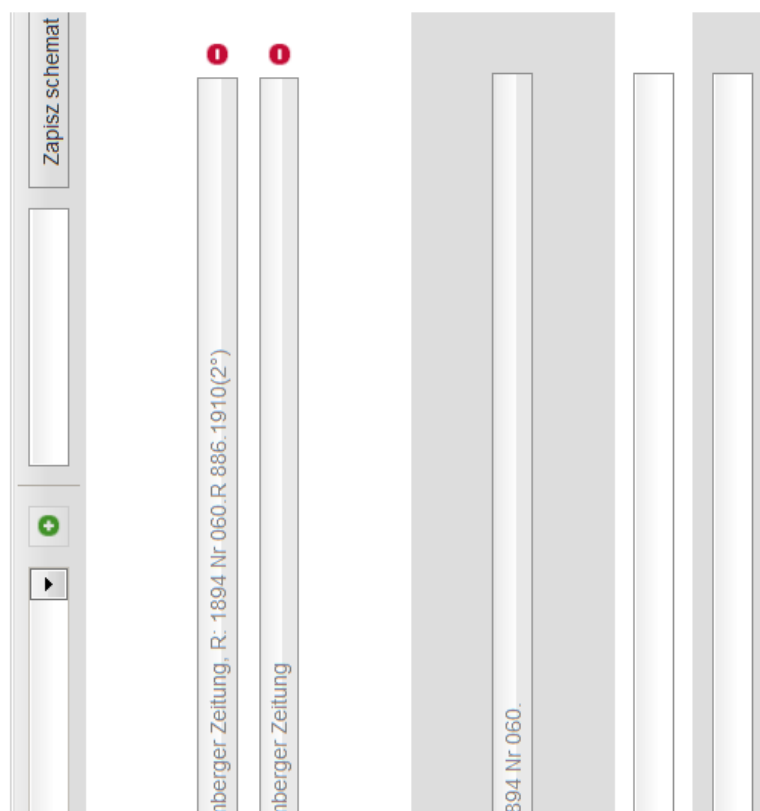 Zapisz schemat
nberger Zeitung, R: 1894 Nr 060.R 886.1910(2°)
nberger Zeitung
894 Nr 060.